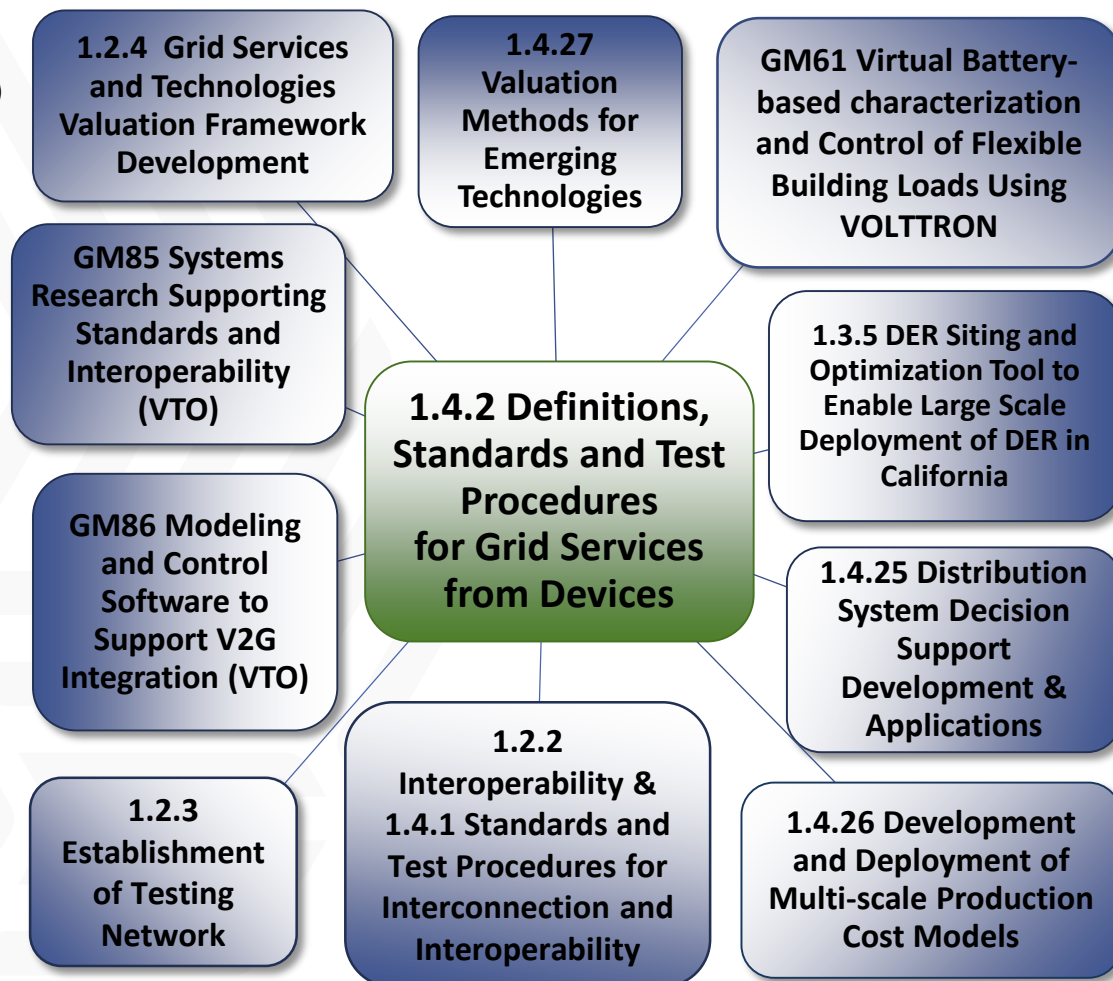 1.2.4 Grid Services
and Technologies
Valuation Framework
Development
1.4.27
Valuation
Methods for
Emerging
Technologies
GM61 Virtual Battery-
based characterization
and Control of Flexible
Building Loads Using
VOLTTRON
GM85 Systems
Research Supporting
Standards and
Interoperability
(VTO)
1.4.2 Definitions,
Standards and Test
Procedures
for Grid Services
from Devices
1.3.5 DER Siting and
Optimization Tool to
Enable Large Scale
Deployment of DER in
California
GM86 Modeling
and Control
Software to
Support V2G
Integration (VTO)
1.4.25 Distribution
System Decision
Support
Development &
Applications
1.2.3
Establishment
of Testing
Network
1.2.2
Interoperability &
1.4.1 Standards and
Test Procedures for
Interconnection and
Interoperability
1.4.26 Development
and Deployment of
Multi-scale Production
Cost Models